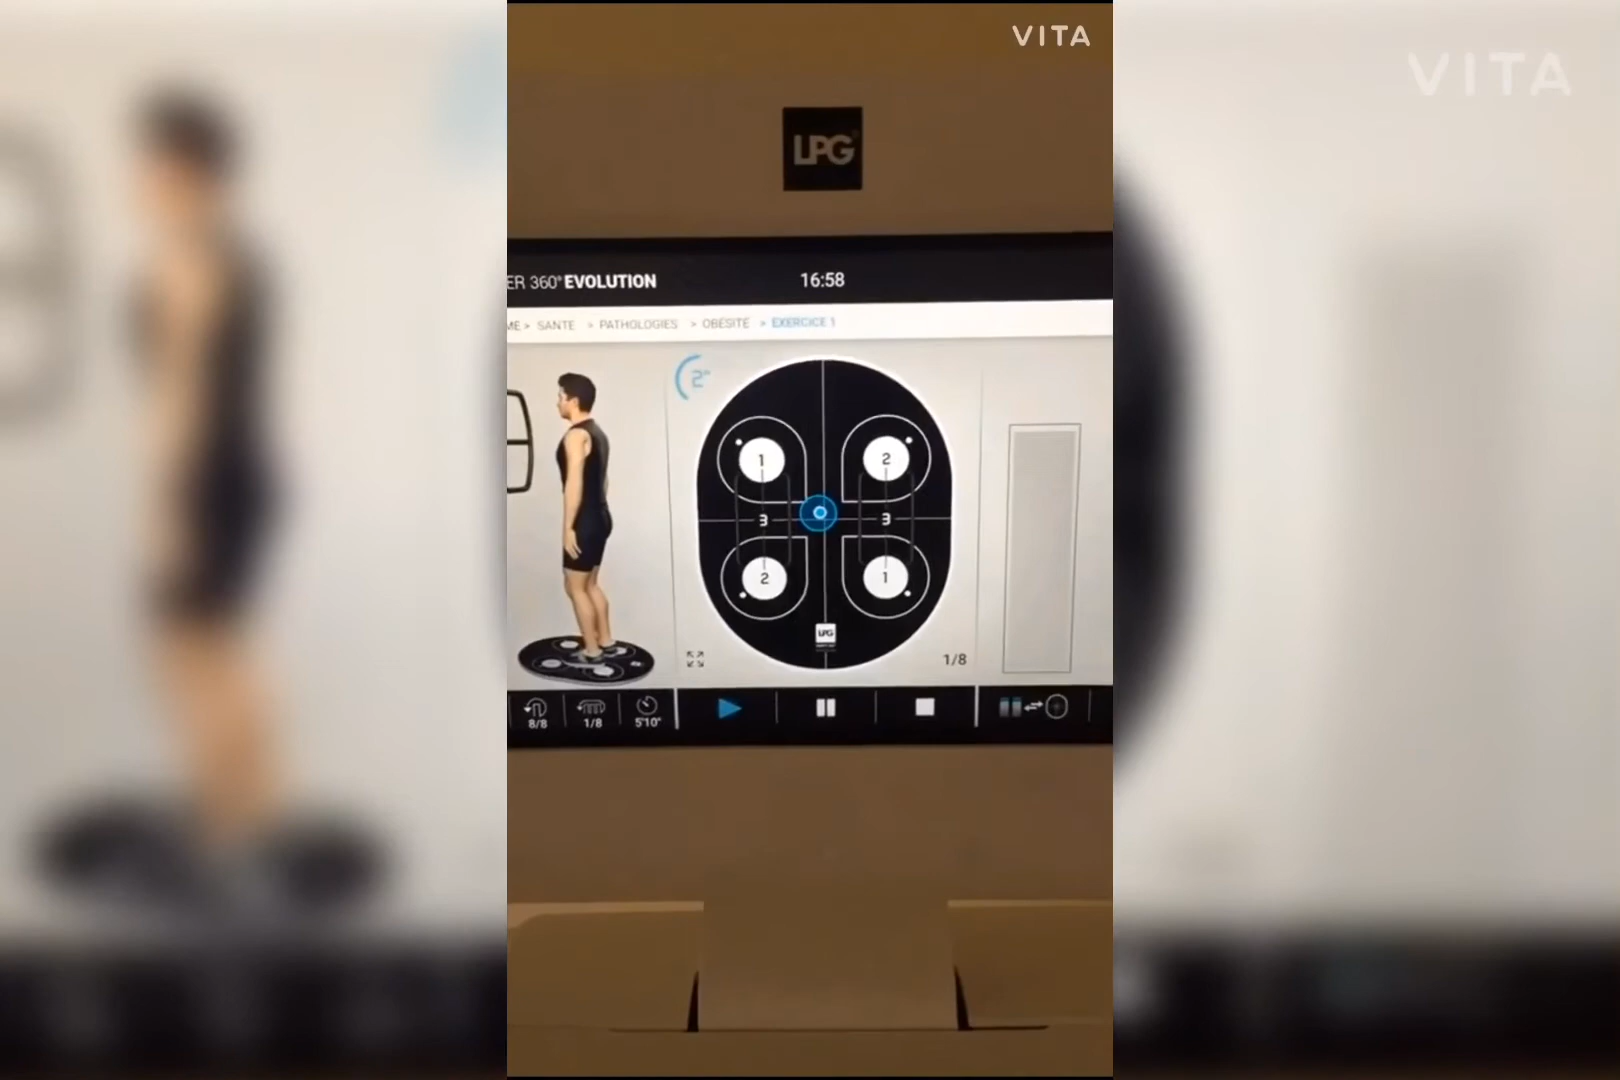 VITA
VITA
LPG
ER 360° EVOLUTION 16:58
ME > SANTE > PATHOLOGIES > OBESITE > EXERCICE 1
2"
1 2
3 3
2 1
LPG
1/8
8/8 1/8 5'10"